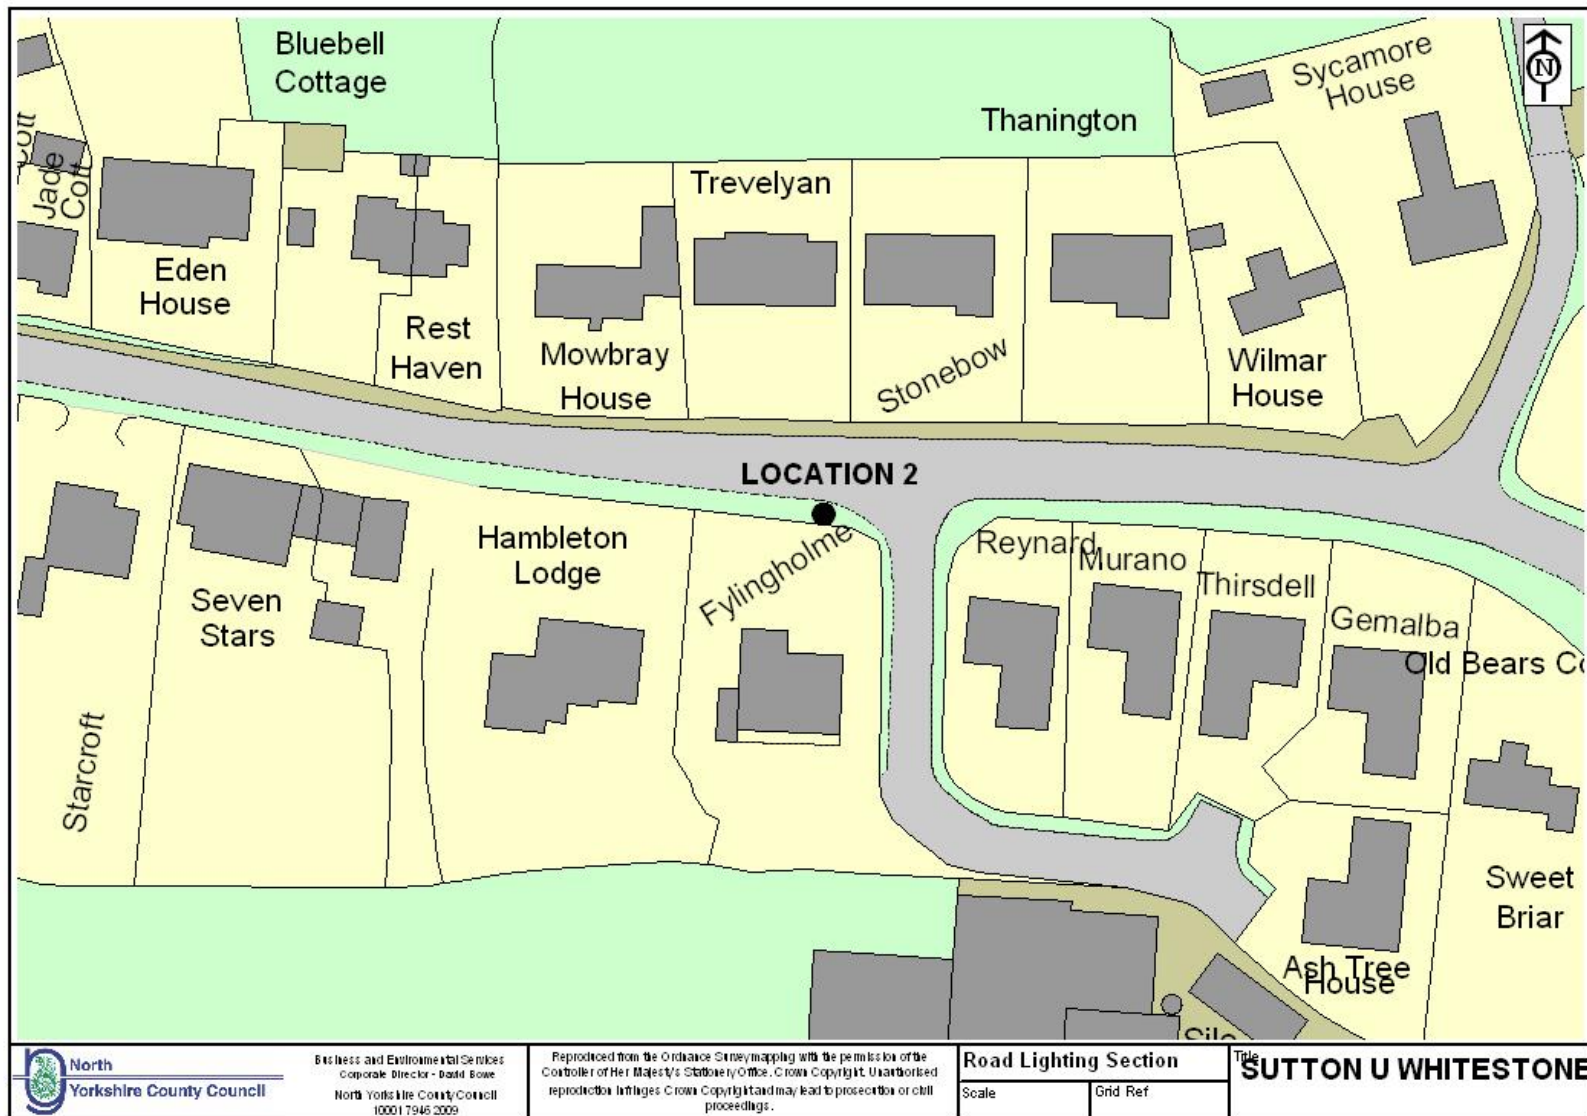 Bluebell
Cottage
Sycamore
House
N
Thanington
Cott
Jade
Cott
Trevelyan
Eden
House
Rest
Haven
Mowbray
House
Stonebow
Wilmar
House
LOCATION 2
Hambleton
Lodge
Fylingholme
Reynard
Murano
Thirsdell
Gemalba
Old Bears Co
Seven
Stars
Starcroft
Sweet
Briar
Ash Tree
House
Silo
North
Yorkshire County Council
Business and Environmental Services
Corporate Director - David Bowe
North Yorkshire County Council
10001 7946 2009
Reproduced from the Ordnance Survey mapping with the permission of the
Controller of Her Majesty's Stationery Office. Crown Copyright. Unauthorised
reproduction infringes Crown Copyright and may lead to prosecution or civil
proceedings.
Road Lighting Section
Scale
Grid Ref
Title
SUTTON U WHITESTONE